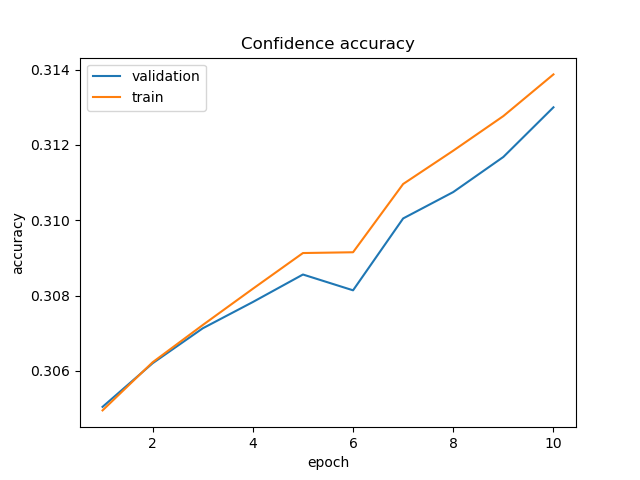 Confidence accuracy
validation
train
0.314
0.312
0.310
0.308
0.306
accuracy
2 4 6 8 10
epoch